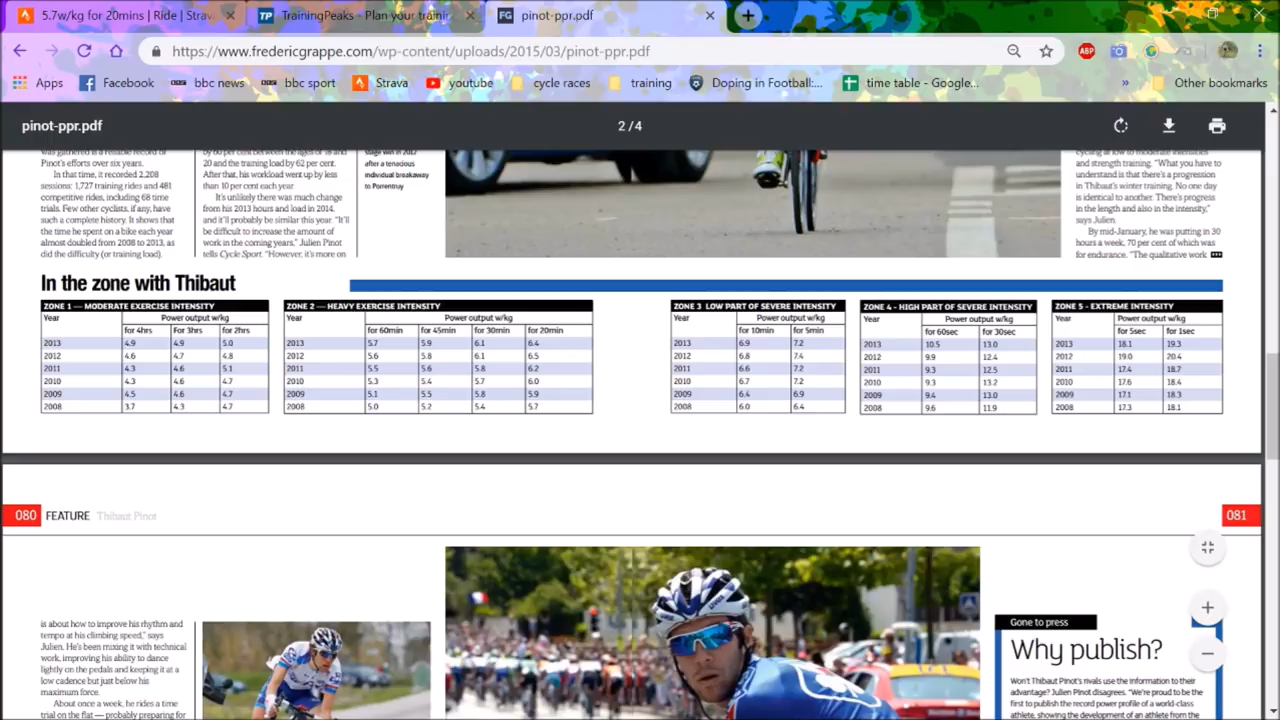 5.7w/kg for 20mins | Ride | Strav
TrainingPeaks - Plan your traini
pinot-ppr.pdf
https://www.fredericgrappe.com/wp-content/uploads/2015/03/pinot-ppr.pdf
Apps Facebook bbc news bbc sport Strava youtube cycle races training Doping in Football:... time table - Google... » Other bookmarks
pinot-ppr.pdf 2 / 4
was gathered is a reliable record of
Pinot's efforts over six years.
In that time, it recorded 2,208
sessions: 1,727 training rides and 481
competitive rides, including 68 time
trials. Few other cyclists, if any, have
such a complete history. It shows that
the time he spent on a bike each year
almost doubled from 2008 to 2013, as
did the difficulty (or training load).
by 60 per cent between the ages of 18 and
20 and the training load by 62 per cent.
After that, his workload went up by less
than 10 per cent each year
It's unlikely there was much change
from his 2013 hours and load in 2014,
and it'll probably be similar this year. "It'll
be difficult to increase the amount of
work in the coming years," Julien Pinot
tells Cycle Sport. "However, it's more on
stage win in 2012
after a tenacious
individual breakaway
to Porrentruy
cycling at low to moderate intensities
and strength training. "What you have to
understand is that there's a progression
in Thibaut's winter training. No one day
is identical to another. There's progress
in the length and also in the intensity,"
says Julien.
By mid-January, he was putting in 30
hours a week, 70 per cent of which was
for endurance. "The qualitative work
In the zone with Thibaut
ZONE 1 — MODERATE EXERCISE INTENSITY
Year Power output w/kg
for 4hrs For 3hrs for 2hrs
2013 4.9 4.9 5.0
2012 4.6 4.7 4.8
2011 4.3 4.6 5.1
2010 4.3 4.6 4.7
2009 4.5 4.6 4.7
2008 3.7 4.3 4.7
ZONE 2 — HEAVY EXERCISE INTENSITY
Year Power output w/kg
for 60min for 45min for 30min for 20min
2013 5.7 5.9 6.1 6.4
2012 5.6 5.8 6.1 6.5
2011 5.5 5.6 5.8 6.2
2010 5.3 5.4 5.7 6.0
2009 5.1 5.5 5.8 5.9
2008 5.0 5.2 5.4 5.7
ZONE 3 LOW PART OF SEVERE INTENSITY
Year Power output w/kg
for 10min for 5min
2013 6.9 7.2
2012 6.8 7.4
2011 6.6 7.2
2010 6.7 7.2
2009 6.4 6.9
2008 6.0 6.4
ZONE 4 - HIGH PART OF SEVERE INTENSITY
Year Power output w/kg
for 60sec for 30sec
2013 10.5 13.0
2012 9.9 12.4
2011 9.3 12.5
2010 9.3 13.2
2009 9.4 13.0
2008 9.6 11.9
ZONE 5 - EXTREME INTENSITY
Year Power output w/kg
for 5sec for 1sec
2013 18.1 19.3
2012 19.0 20.4
2011 17.4 18.7
2010 17.6 18.4
2009 17.1 18.3
2008 17.3 18.1
080 FEATURE Thibaut Pinot 081
is about how to improve his rhythm and
tempo at his climbing speed," says
Julien. He's been mixing it with technical
work, improving his ability to dance
lightly on the pedals and keeping it at a
low cadence but just below his
maximum force.
About once a week, he rides a time
trial on the flat — probably preparing for
Gone to press
Why publish?
Won't Thibaut Pinot's rivals use the information to their
advantage? Julien Pinot disagrees. "We're proud to be the
first to publish the record power profile of a world-class
athlete, showing the development of an athlete from the